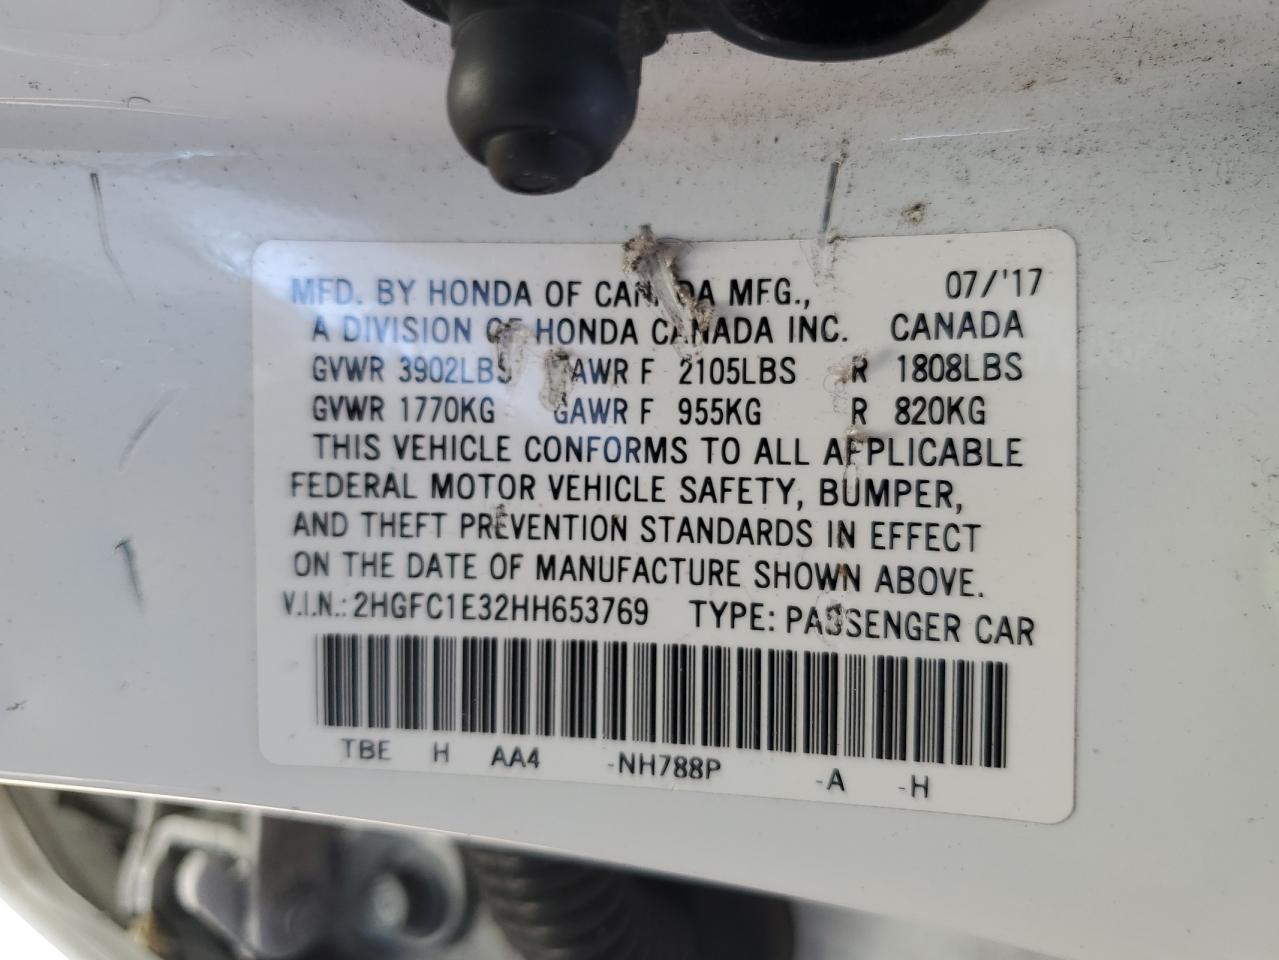 MFD. BY HONDA OF CANADA MFG., 07/'17
A DIVISION OF HONDA CANADA INC. CANADA
GVWR 3902LBS GAWR F 2105LBS R 1808LBS
GVWR 1770KG GAWR F 955KG R 820KG
THIS VEHICLE CONFORMS TO ALL APPLICABLE
FEDERAL MOTOR VEHICLE SAFETY, BUMPER,
AND THEFT PREVENTION STANDARDS IN EFFECT
ON THE DATE OF MANUFACTURE SHOWN ABOVE.
V.I.N.: 2HGFC1E32HH653769 TYPE: PASSENGER CAR
TBE H AA4 -NH788P -A -H